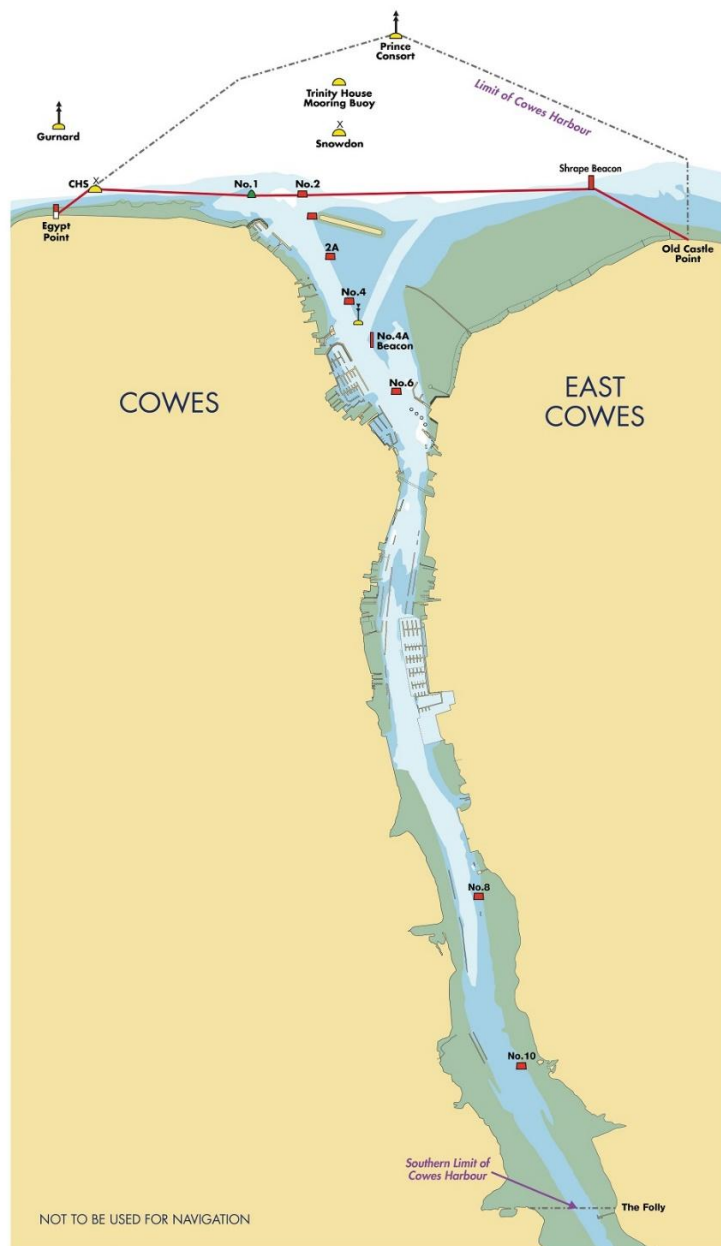 Prince
Consort
Trinity House
Mooring Buoy
Limit of Cowes Harbour
Gurnard
Snowdon
CHS
No.1
No.2
Shrape Beacon
Egypt
Point
Old Castle
Point
2A
No.4
No.4A
Beacon
No.6
COWES
EAST
COWES
No.8
No.10
Southern Limit of
Cowes Harbour
The Folly
NOT TO BE USED FOR NAVIGATION